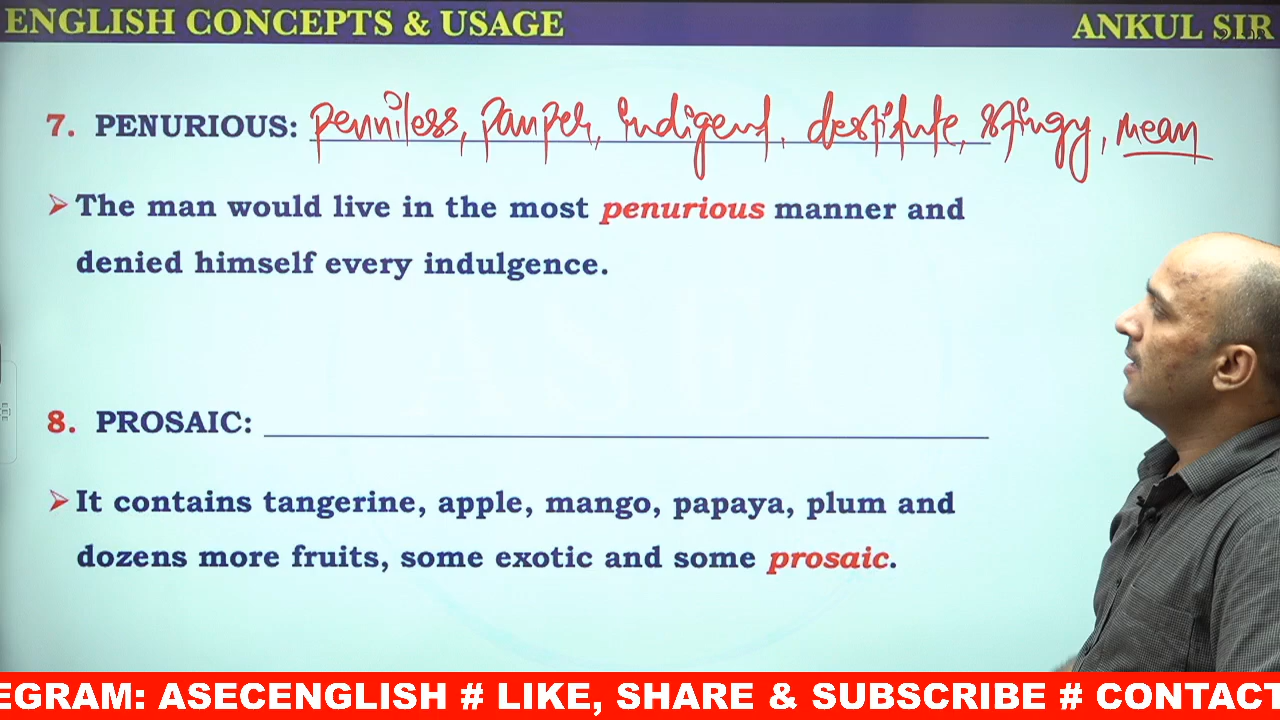 ENGLISH CONCEPTS & USAGE ANKUL SIR
7. PENURIOUS: penniless, pauper, indigent, destitute, stingy, mean
➢ The man would live in the most penurious manner and
denied himself every indulgence.
8. PROSAIC:
➢ It contains tangerine, apple, mango, papaya, plum and
dozens more fruits, some exotic and some prosaic.
EGRAM: ASECENGLISH # LIKE, SHARE & SUBSCRIBE # CONTACT